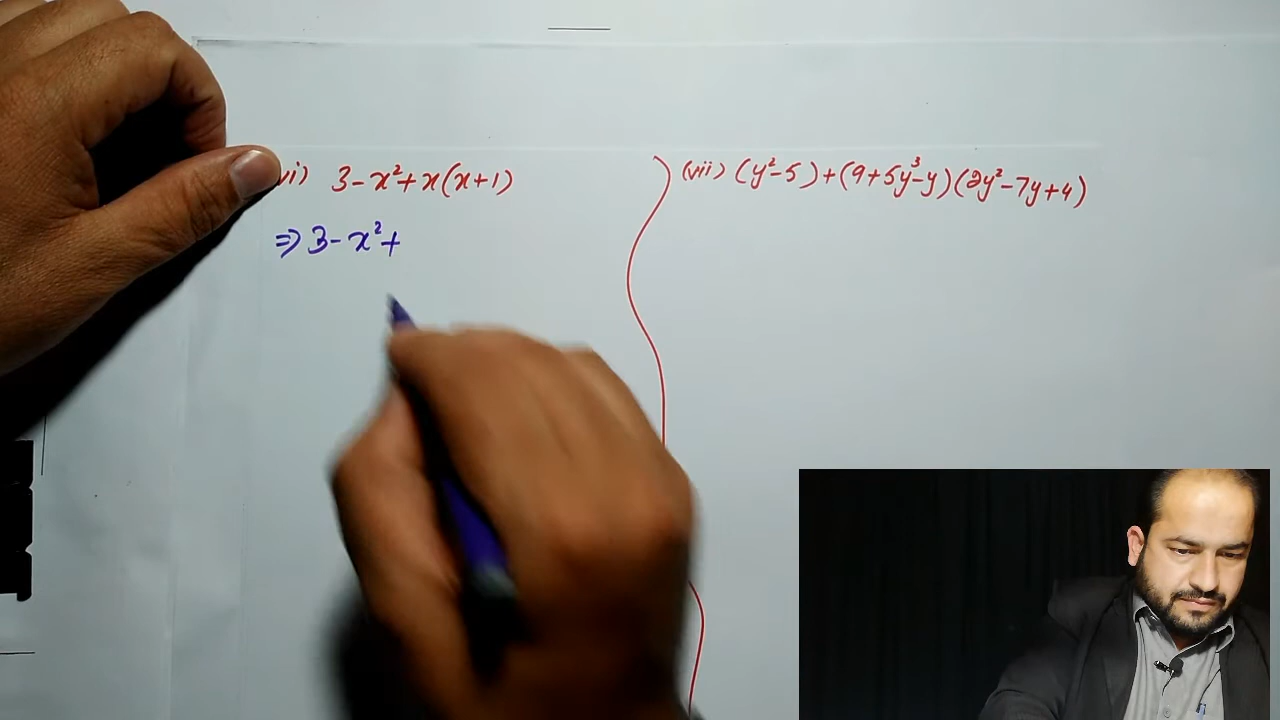 vi) 3-x²+x(x+1)
⇒ 3-x²+
(vii) (y²-5)+(9+5y³-y)(2y²-7y+4)